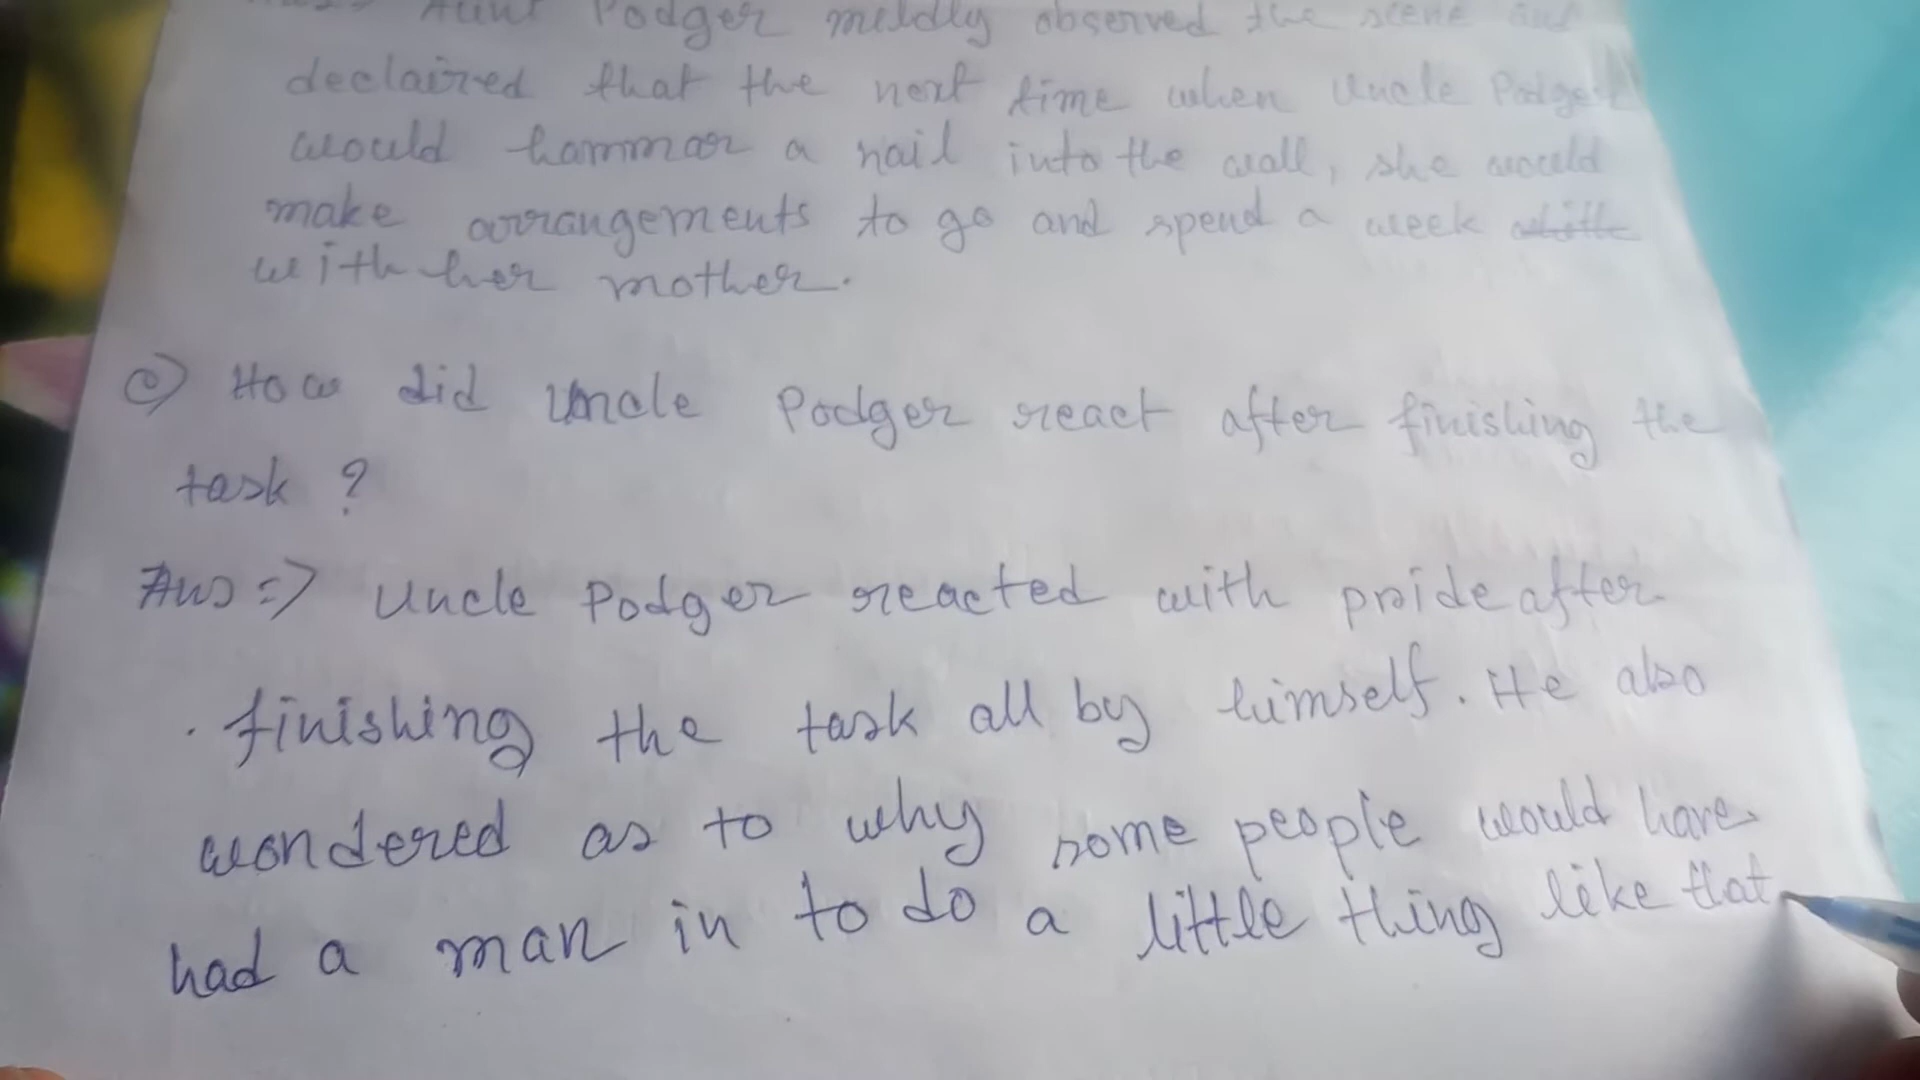 Aunt Podger mildly observed the scene and
declaired that the next time when Uncle Podger
would hammar a nail into the wall, she would
make arrangements to go and spend a week
with her mother.
c) How did Uncle Podger react after finishing the
task ?
Ans => Uncle Podger reacted with pride after
finishing the task all by himself. He also
wondered as to why some people would have
had a man in to do a little thing like that.